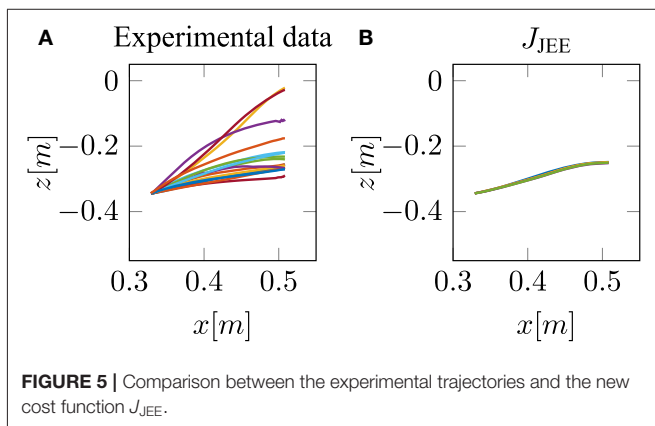 A Experimental data
B J_JEE
0
−0.2
−0.4
z[m]
0.3 0.4 0.5
x[m]
0
−0.2
−0.4
z[m]
0.3 0.4 0.5
x[m]
FIGURE 5 | Comparison between the experimental trajectories and the new
cost function J_JEE.